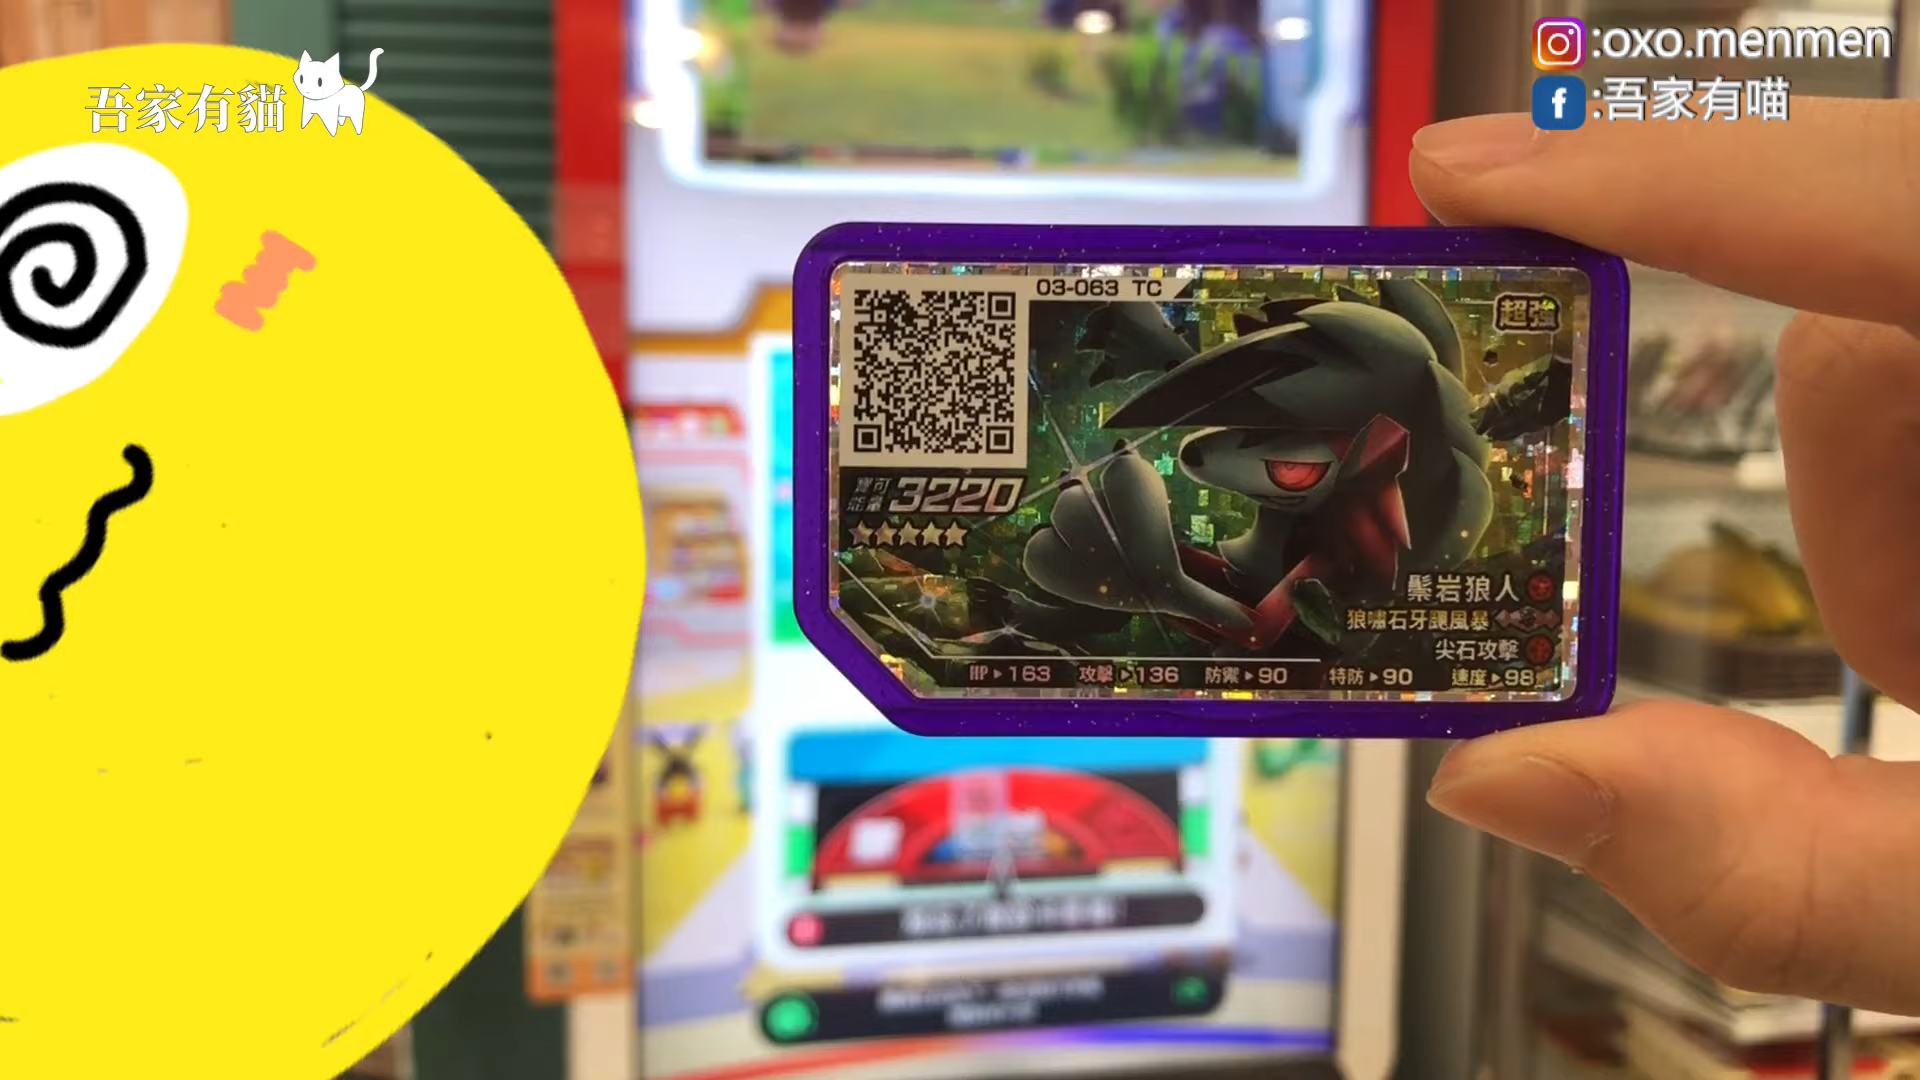 吾家有貓
:oxo.menmen
f:吾家有喵
03-063 TC
超強
寶可
能量 3220
★★★★★
鬃岩狼人
狼嘯石牙颶風暴
尖石攻擊
HP▶163 攻擊▶136 防禦▶90 特防▶90 速度▶98